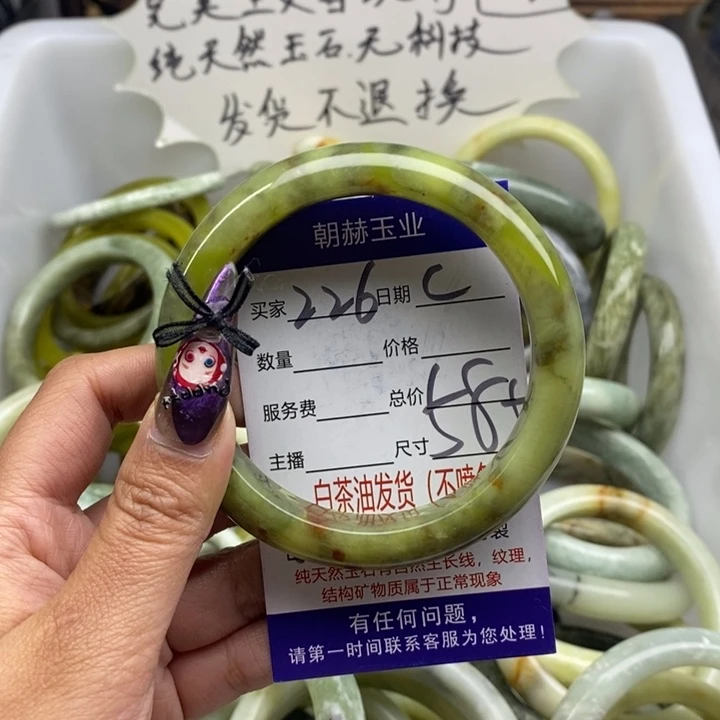 纯天然玉石.无科技
发货不退换
朝赫玉业
买家 226 日期
数量 价格
服务费 总价
主播 尺寸
白茶油发货(不喷
纯天然玉石有自然生长线,纹理,
结构矿物质属于正常现象
有任何问题,
请第一时间联系客服为您处理!